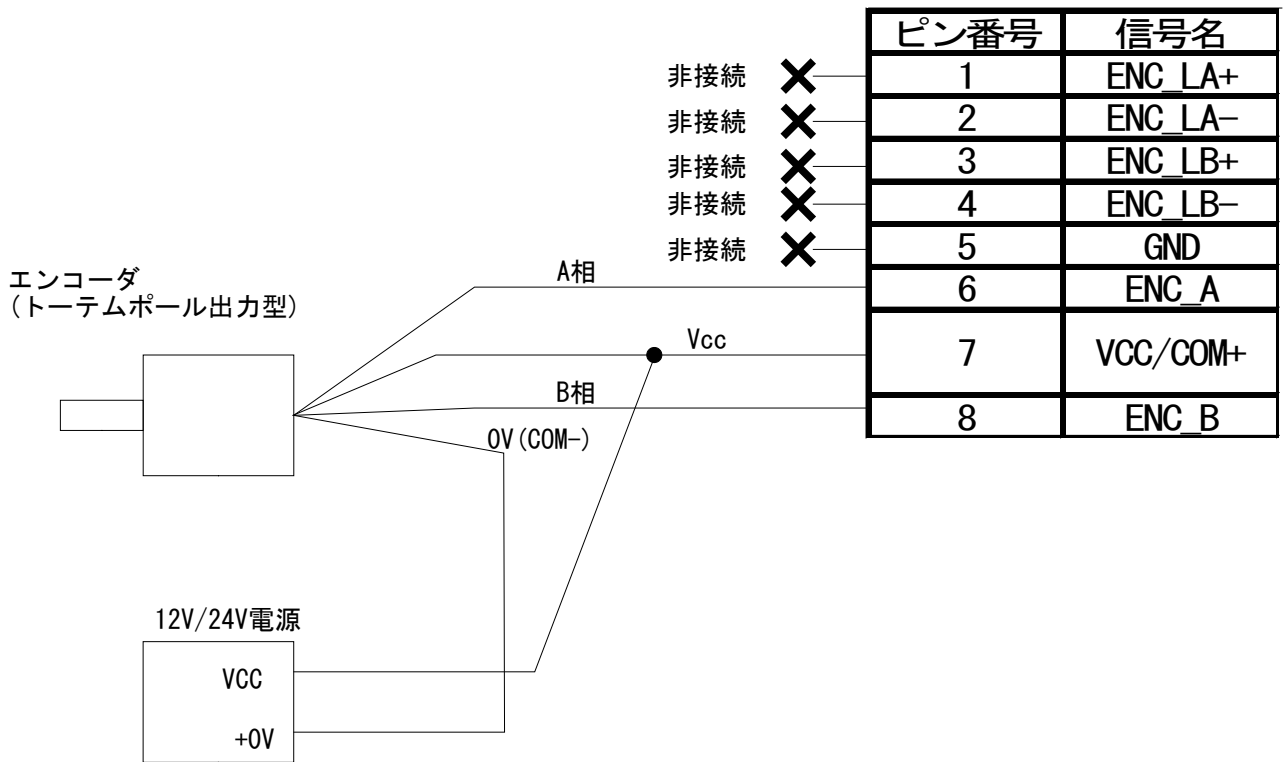 ピン番号 信号名
非接続 1 ENC_LA+
非接続 2 ENC_LA-
非接続 3 ENC_LB+
非接続 4 ENC_LB-
非接続 5 GND
エンコーダ
(トーテムポール出力型)
A相 6 ENC_A
Vcc 7 VCC/COM+
B相 8 ENC_B
0V(COM-)
12V/24V電源
VCC
+0V